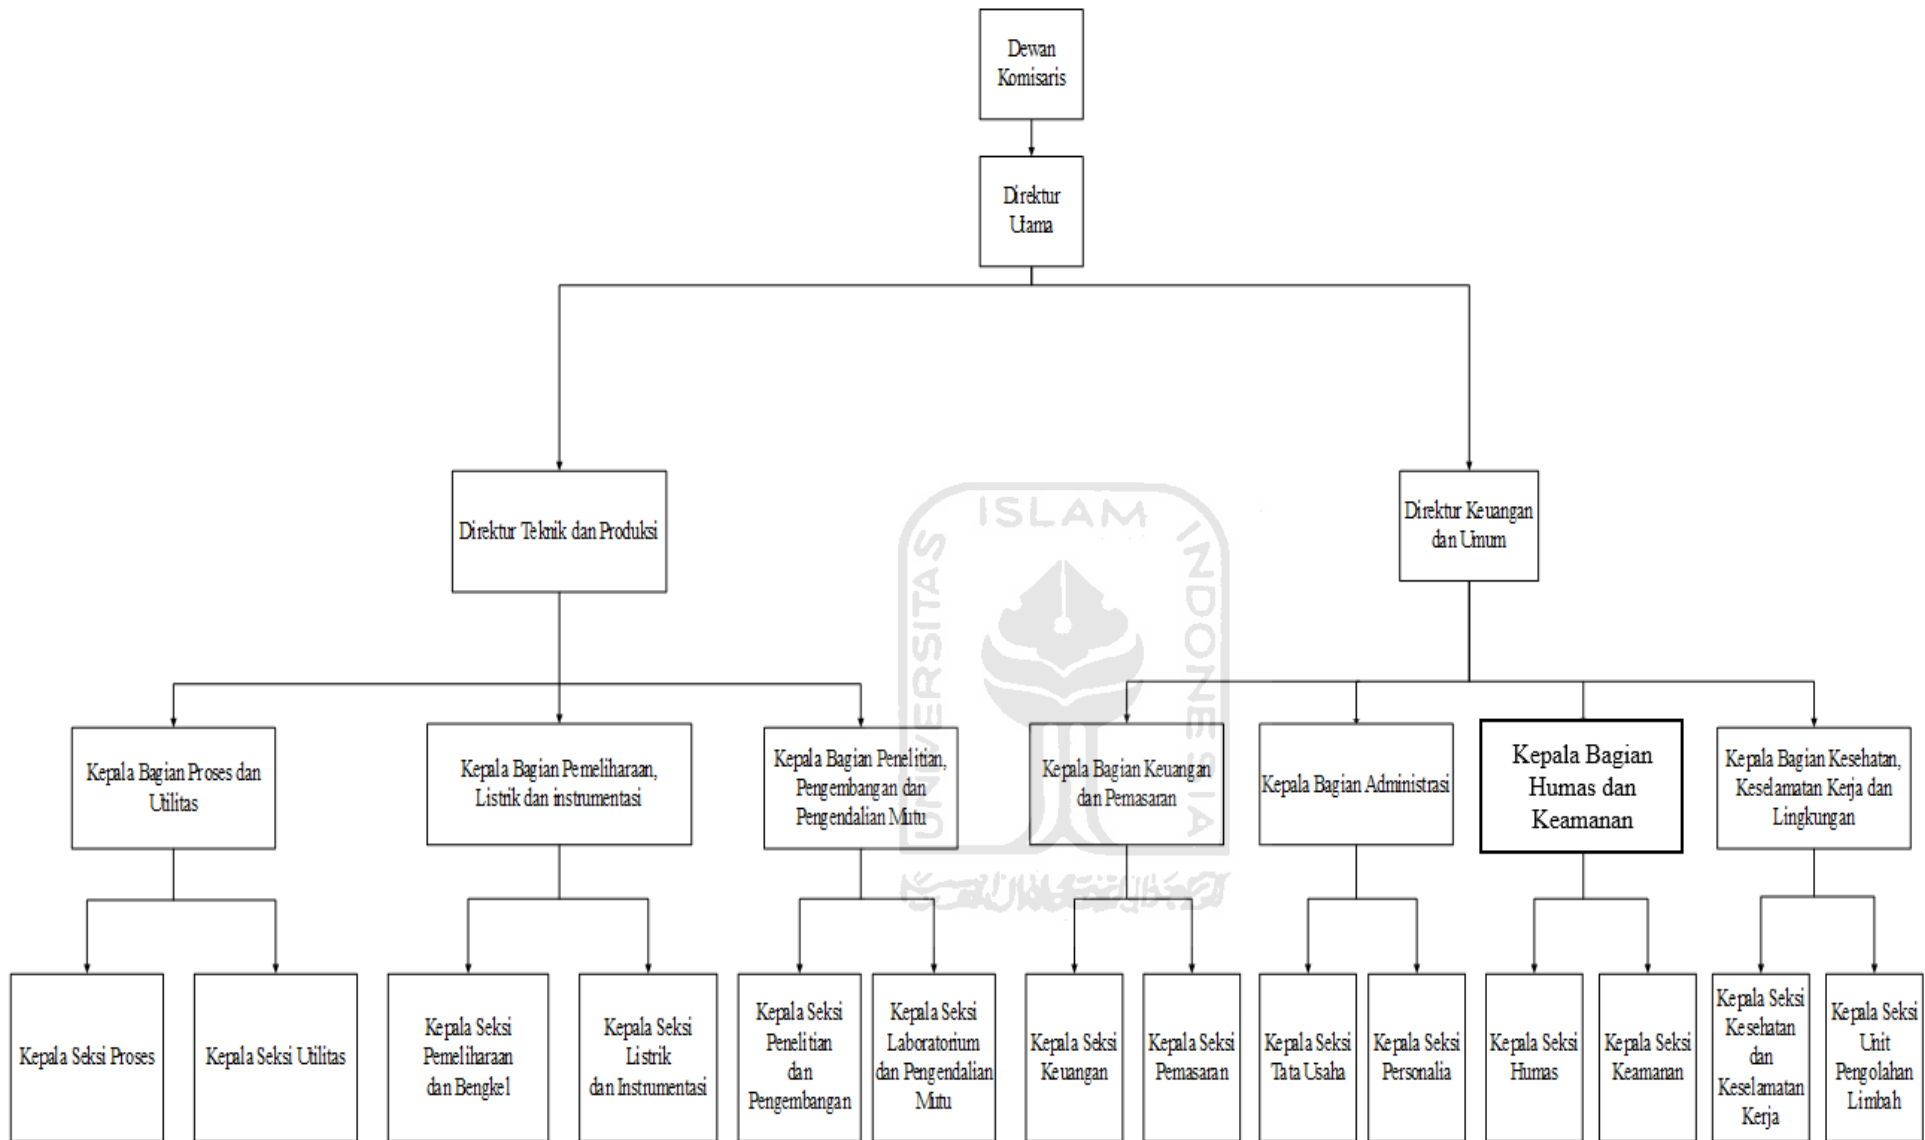 Dewan
Komisaris
Direktur
Utama
Direktur Teknik dan Produksi
Direktur Keuangan
dan Umum
UNIVERSITAS
ISLAM
INDONESIA
Kepala Bagian Proses dan
Utilitas
Kepala Bagian Pemeliharaan,
Listrik dan instrumentasi
Kepala Bagian Penelitian,
Pengembangan dan
Pengendalian Mutu
Kepala Bagian Keuangan
dan Pemasaran
Kepala Bagian Administrasi
Kepala Bagian
Humas dan
Keamanan
Kepala Bagian Kesehatan,
Keselamatan Kerja dan
Lingkungan
Kepala Seksi Proses
Kepala Seksi Utilitas
Kepala Seksi
Pemeliharaan
dan Bengkel
Kepala Seksi
Listrik
dan Instrumentasi
Kepala Seksi
Penelitian
dan
Pengembangan
Kepala Seksi
Laboratorium
dan Pengendalian
Mutu
Kepala Seksi
Keuangan
Kepala Seksi
Pemasaran
Kepala Seksi
Tata Usaha
Kepala Seksi
Personalia
Kepala Seksi
Humas
Kepala Seksi
Keamanan
Kepala Seksi
Kesehatan
dan
Keselamatan
Kerja
Kepala Seksi
Unit
Pengolahan
Limbah